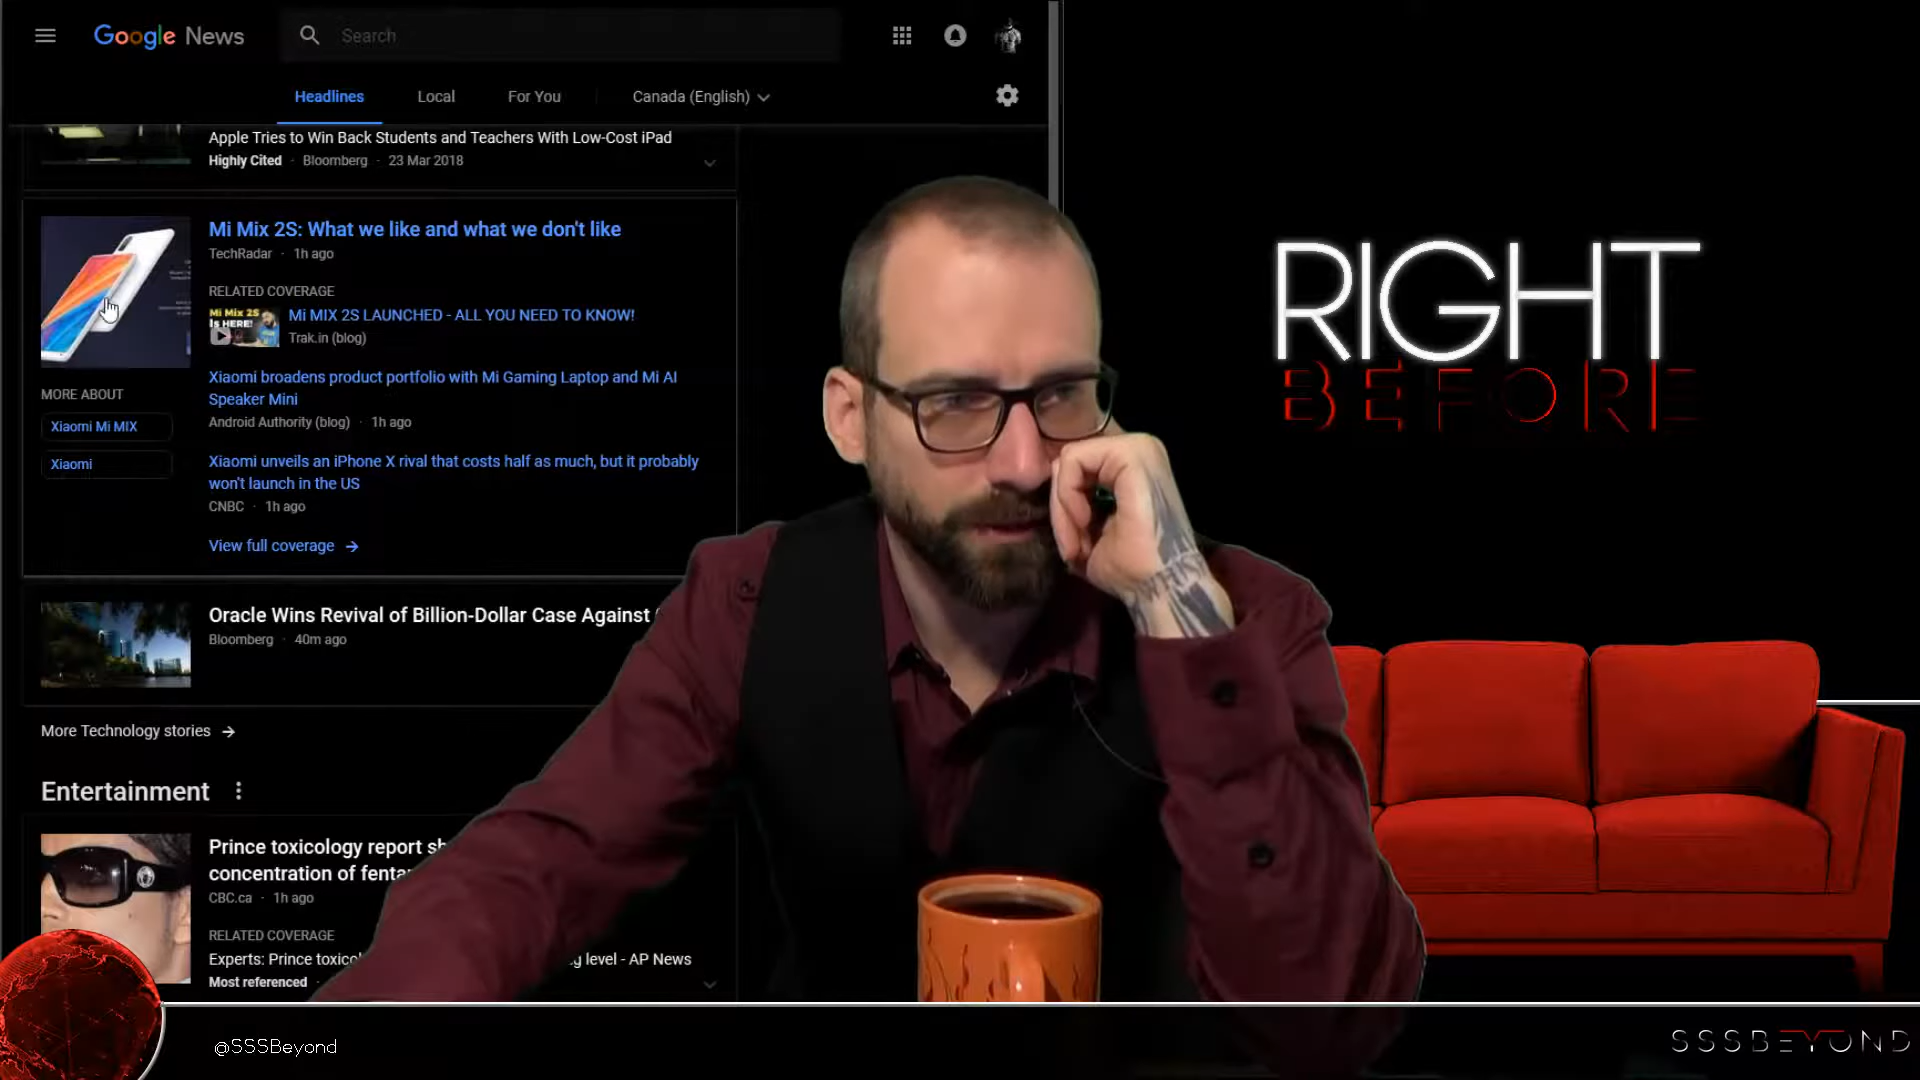 Google News
Search
Headlines
Local
For You
Canada (English)
Apple Tries to Win Back Students and Teachers With Low-Cost iPad
Highly Cited · Bloomberg · 23 Mar 2018
Mi Mix 2S: What we like and what we don't like
TechRadar · 1h ago
RELATED COVERAGE
Mi Mix 2S
IS HERE!
Mi MIX 2S LAUNCHED - ALL YOU NEED TO KNOW!
Trak.in (blog)
Xiaomi broadens product portfolio with Mi Gaming Laptop and Mi AI
Speaker Mini
Android Authority (blog) · 1h ago
Xiaomi unveils an iPhone X rival that costs half as much, but it probably
won't launch in the US
CNBC · 1h ago
View full coverage →
MORE ABOUT
Xiaomi Mi MIX
Xiaomi
Oracle Wins Revival of Billion-Dollar Case Against
Bloomberg · 40m ago
More Technology stories →
Entertainment
Prince toxicology report
concentration of
CBC.ca · 1h ago
RELATED COVERAGE
Experts: Prince level - AP News
Most referenced ·
RIGHT
BEFORE
@SSSBeyond
SSSBEYOND